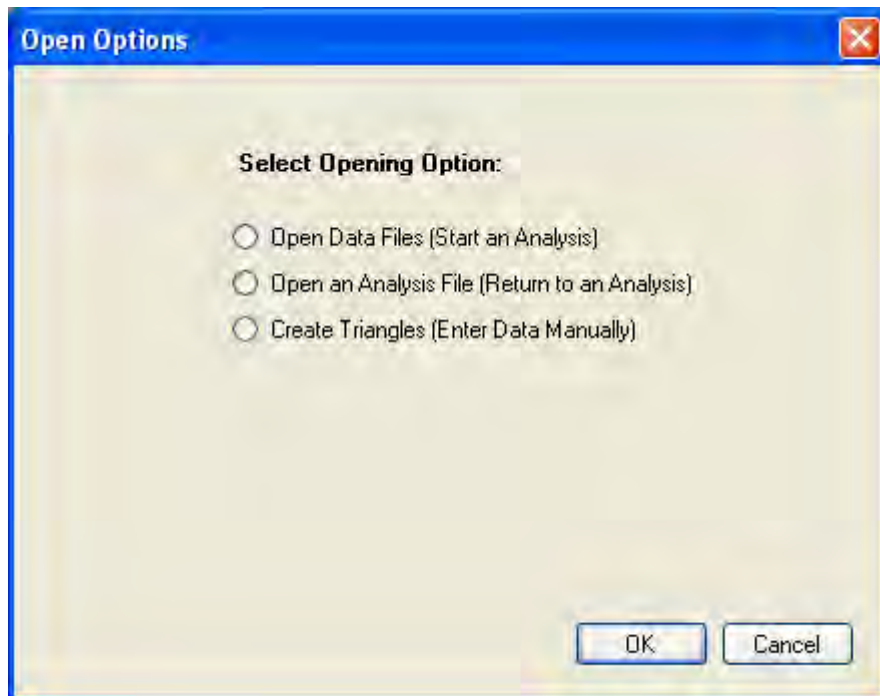 Open Options
Select Opening Option:
Open Data Files (Start an Analysis)
Open an Analysis File (Return to an Analysis)
Create Triangles (Enter Data Manually)
OK Cancel